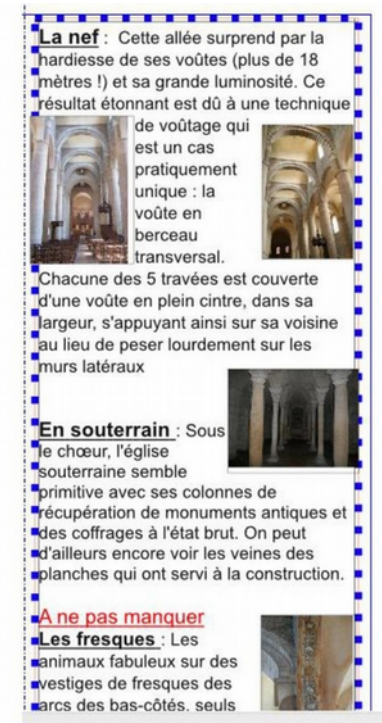 La nef : Cette allée surprend par la
hardiesse de ses voûtes (plus de 18
mètres !) et sa grande luminosité. Ce
résultat étonnant est dû à une technique
de voûtage qui
est un cas
pratiquement
unique : la
voûte en
berceau
transversal.
Chacune des 5 travées est couverte
d'une voûte en plein cintre, dans sa
largeur, s'appuyant ainsi sur sa voisine
au lieu de peser lourdement sur les
murs latéraux
En souterrain : Sous
le chœur, l'église
souterraine semble
primitive avec ses colonnes de
récupération de monuments antiques et
des coffrages à l'état brut. On peut
d'ailleurs encore voir les veines des
planches qui ont servi à la construction.
A ne pas manquer
Les fresques : Les
animaux fabuleux sur des
vestiges de fresques des
arcs des bas-côtés, seuls